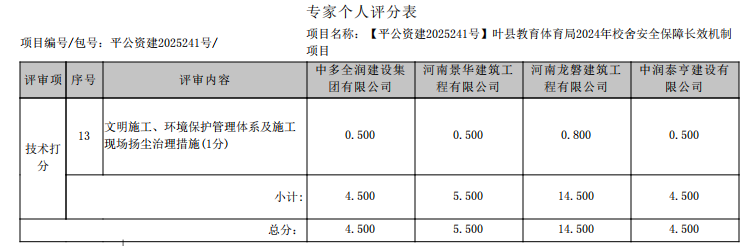 专家个人评分表
项目编号/包号: 平公资建2025241号/
项目名称: 【平公资建2025241号】叶县教育体育局2024年校舍安全保障长效机制
项目
评审项 序号 评审内容 中多全润建设集团有限公司 河南景华建筑工程有限公司 河南龙磐建筑工程有限公司 中润泰亨建设有限公司
技术打分 13 文明施工、环境保护管理体系及施工
现场扬尘治理措施(1分) 0.500 0.500 0.800 0.500
小计: 4.500 5.500 14.500 4.500
总分: 4.500 5.500 14.500 4.500